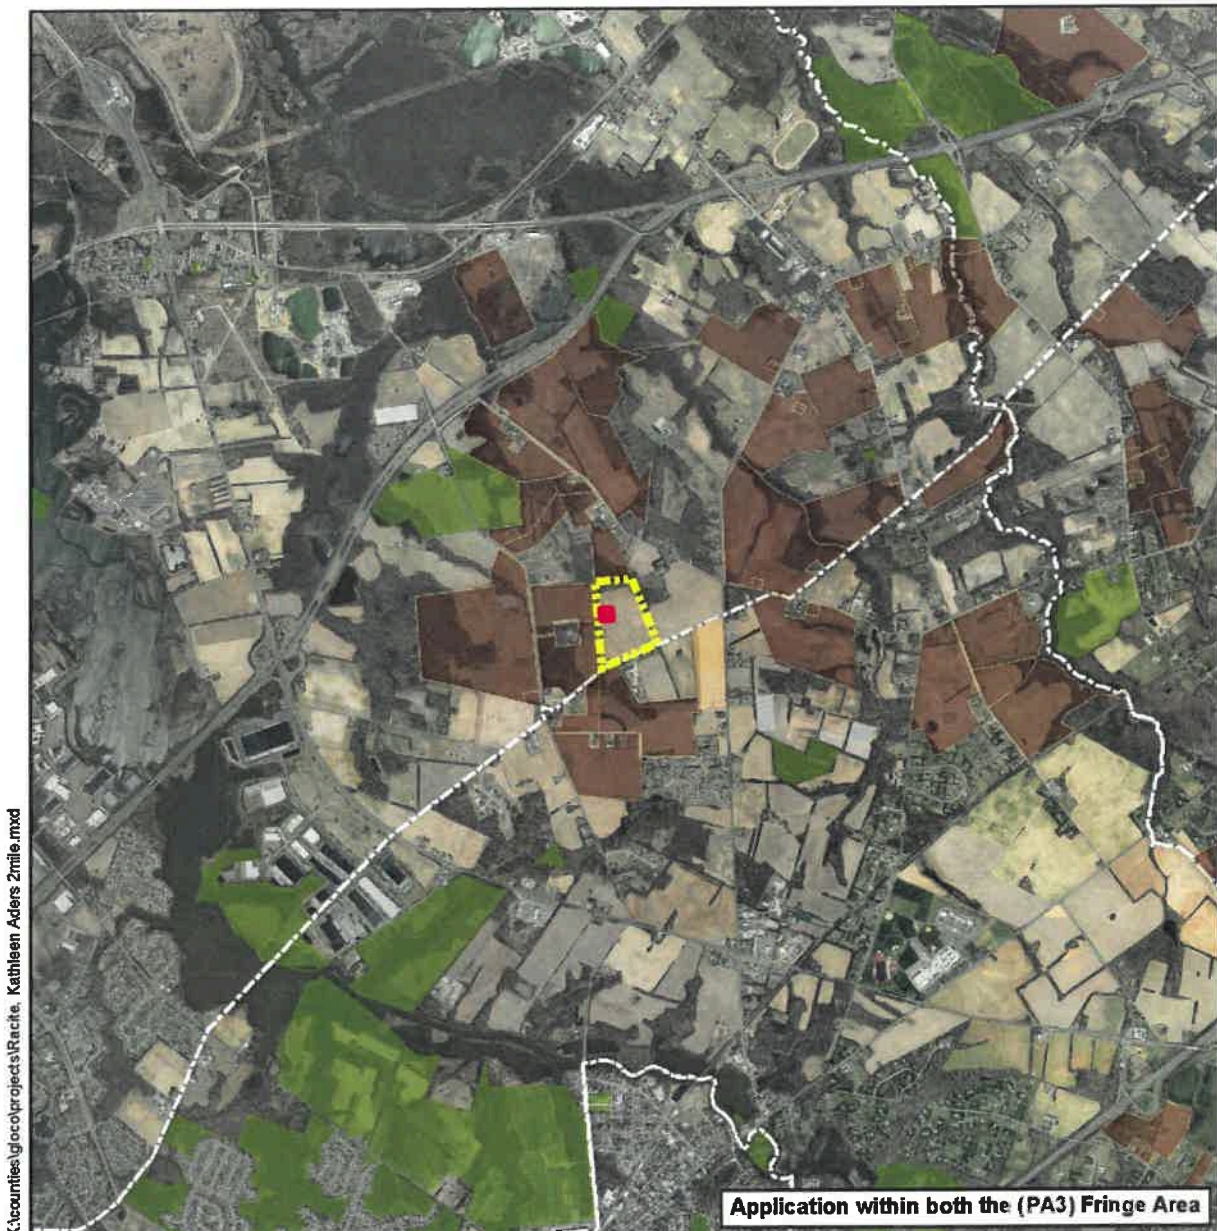 X:\counties\gloco\projects\Racite, Kathleen Aders 2mile.mxd
Application within both the (PA3) Fringe Area